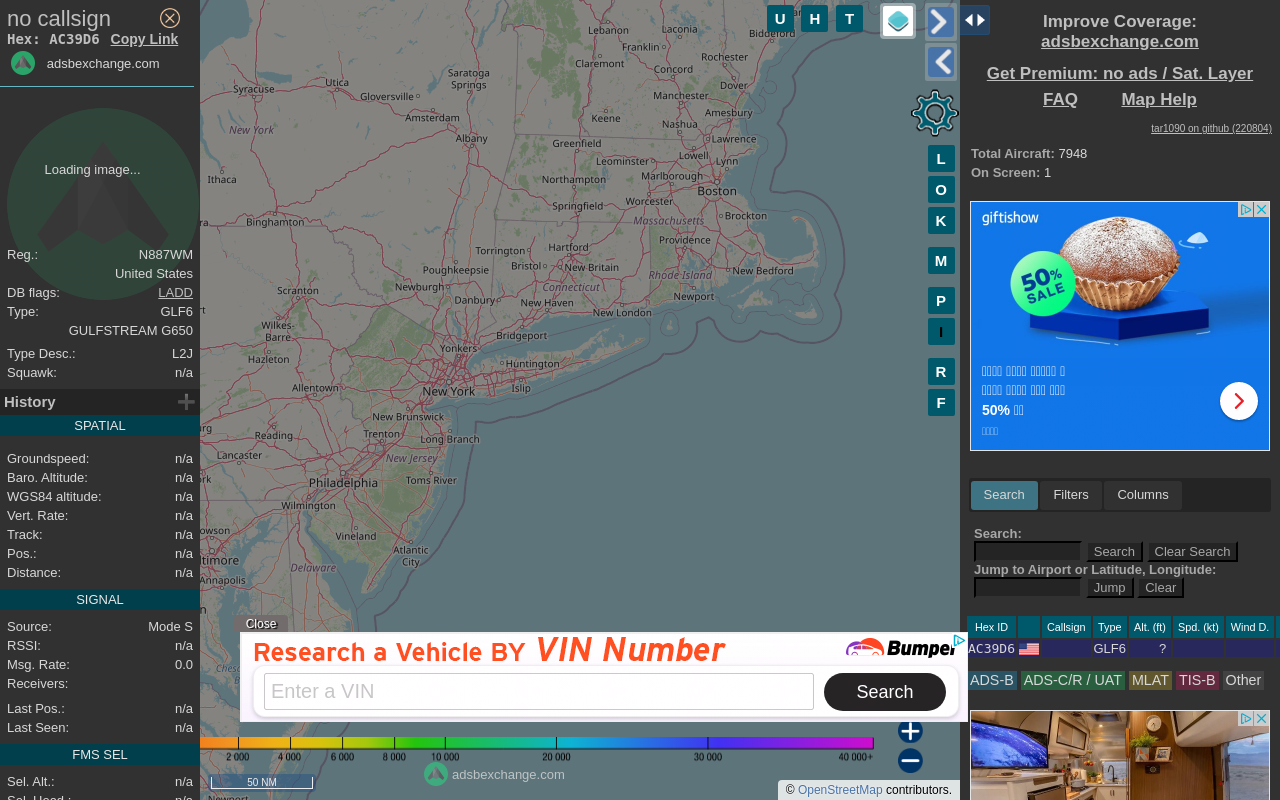 no callsign
Hex: AC39D6 Copy Link
adsbexchange.com
Loading image...
Reg.: N887WM
United States
DB flags: LADD
Type: GLF6
GULFSTREAM G650
Type Desc.: L2J
Squawk: n/a
History
SPATIAL
Groundspeed: n/a
Baro. Altitude: n/a
WGS84 altitude: n/a
Vert. Rate: n/a
Track: n/a
Pos.: n/a
Distance: n/a
SIGNAL
Source: Mode S
RSSI: n/a
Msg. Rate: 0.0
Receivers:
Last Pos.: n/a
Last Seen: n/a
FMS SEL
Sel. Alt.: n/a
Sel. Head.: n/a
U H T
L
O
K
M
P
I
R
F
Lebanon
Laconia
Franklin
Claremont
Rochester
Concord
Dover
Manchester
Saratoga
Springs
Utica
Syracuse
Gloversville
Amesbury
Amsterdam
Keene
Nashua
New York
Albany
Lawrence
Greenfield
Lowell
Leominster
Lynn
Ithaca
Northampton
Marlborough
Boston
Worcester
Springfield
Binghamton
Massachusetts
Brockton
Providence
Torrington
Hartford
Bristol
New Britain
New Bedford
Poughkeepsie
Rhode Island
Connecticut
Newburgh
Scranton
Danbury
New Haven
Newport
New London
Wilkes-
Barre
Bridgeport
Yonkers
Hazleton
Huntington
Allentown
New York
Islip
New Brunswick
Reading
Trenton
Long Branch
Lancaster
New Jersey
Philadelphia
Toms River
Wilmington
Vineland
Atlantic
City
Delaware
Annapolis
Close
Research a Vehicle BY VIN Number
Bumper
Enter a VIN
Search
2 000 4 000 6 000 8 000 10 000 20 000 30 000 40 000+
adsbexchange.com
50 NM
© OpenStreetMap contributors.
Improve Coverage:
adsbexchange.com
Get Premium: no ads / Sat. Layer
FAQ Map Help
tar1090 on github (220804)
Total Aircraft: 7948
On Screen: 1
giftishow
50%
SALE
50%
Search Filters Columns
Search:
Search Clear Search
Jump to Airport or Latitude, Longitude:
Jump Clear
Hex ID Callsign Type Alt. (ft) Spd. (kt) Wind D.
AC39D6 GLF6 ?
ADS-B ADS-C/R / UAT MLAT TIS-B Other